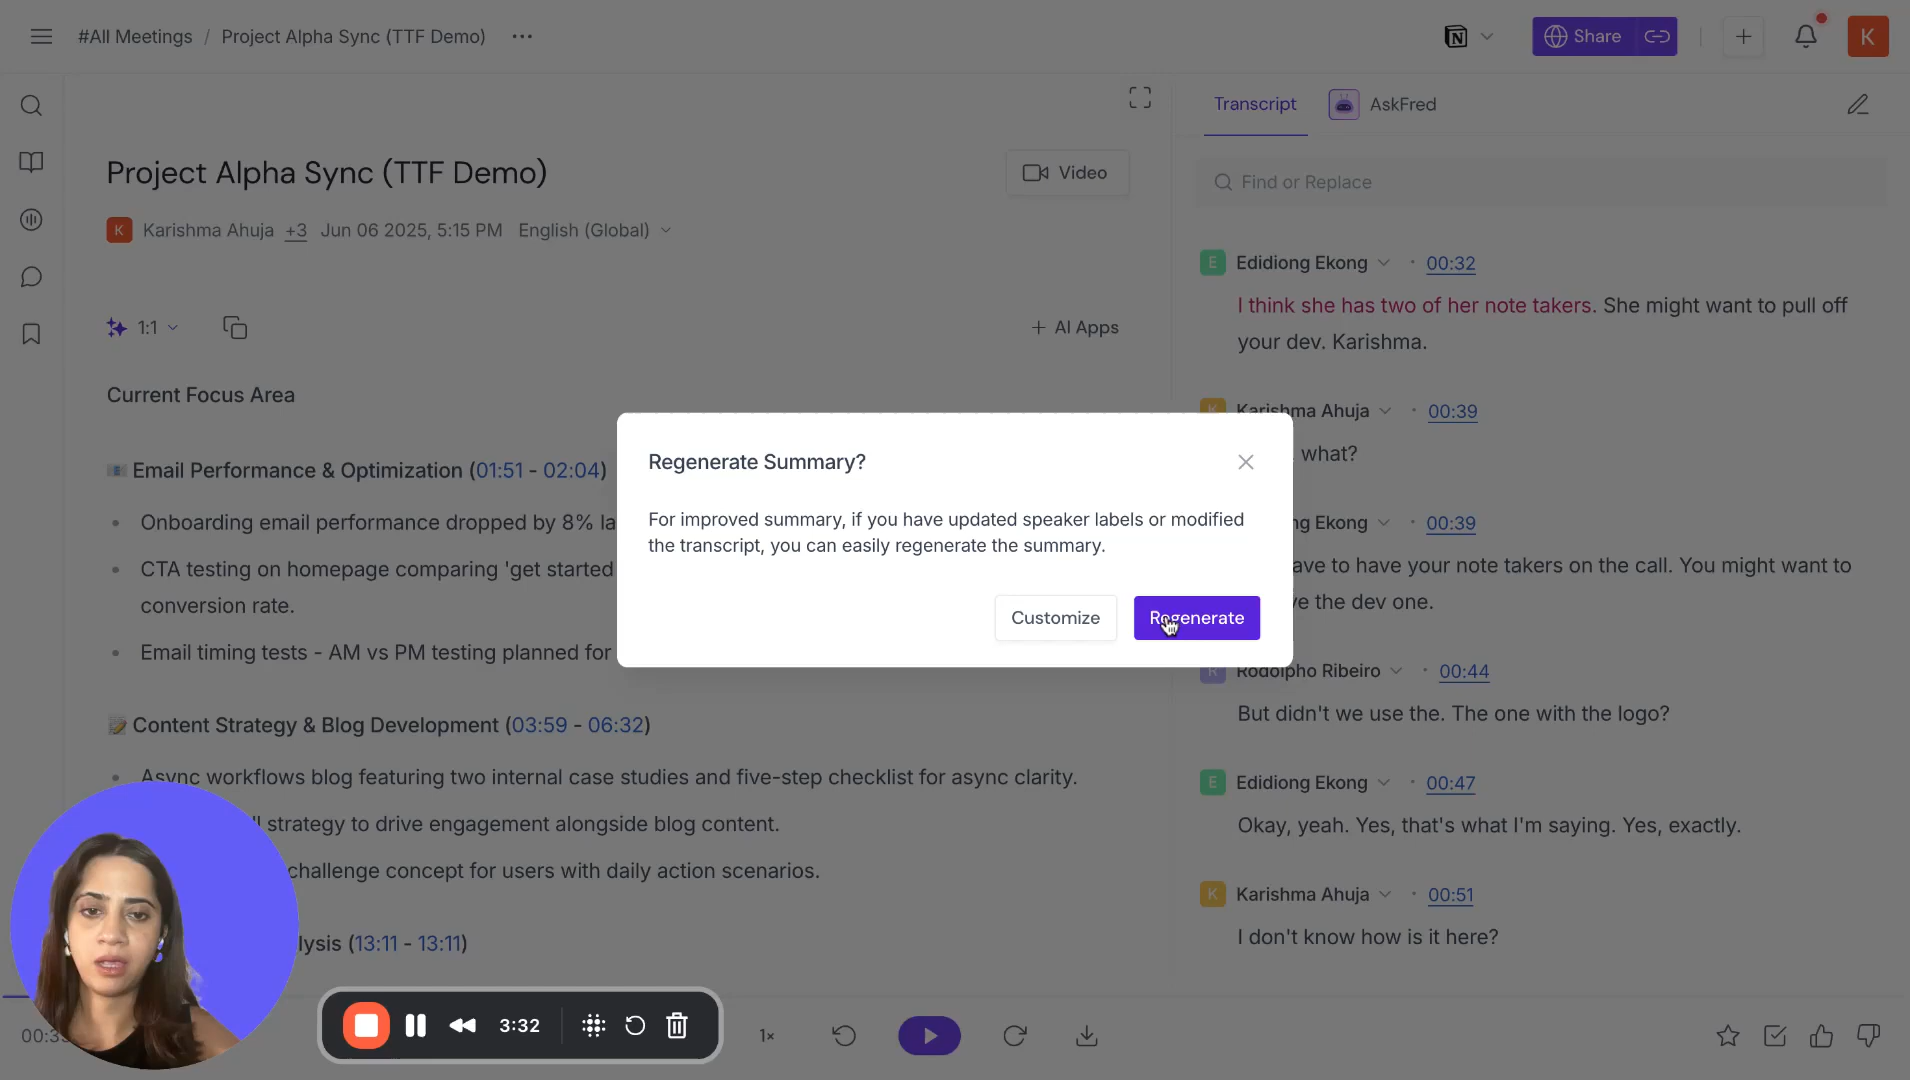 #All Meetings / Project Alpha Sync (TTF Demo) ...
Share
K
Transcript
AskFred
Project Alpha Sync (TTF Demo)
Video
Find or Replace
K Karishma Ahuja +3 Jun 06 2025, 5:15 PM English (Global)
1:1
+ AI Apps
Current Focus Area
Email Performance & Optimization (01:51 - 02:04)
• Onboarding email performance dropped by 8% la
• CTA testing on homepage comparing 'get started
conversion rate.
• Email timing tests - AM vs PM testing planned for
Content Strategy & Blog Development (03:59 - 06:32)
• Async workflows blog featuring two internal case studies and five-step checklist for async clarity.
strategy to drive engagement alongside blog content.
challenge concept for users with daily action scenarios.
lysis (13:11 - 13:11)
Regenerate Summary?
For improved summary, if you have updated speaker labels or modified
the transcript, you can easily regenerate the summary.
Customize
Regenerate
E Edidiong Ekong · 00:32
I think she has two of her note takers. She might want to pull off
your dev. Karishma.
K Karishma Ahuja · 00:39
what?
ng Ekong · 00:39
ave to have your note takers on the call. You might want to
ve the dev one.
R Rodolpho Ribeiro · 00:44
But didn't we use the. The one with the logo?
E Edidiong Ekong · 00:47
Okay, yeah. Yes, that's what I'm saying. Yes, exactly.
K Karishma Ahuja · 00:51
I don't know how is it here?
3:32
1x